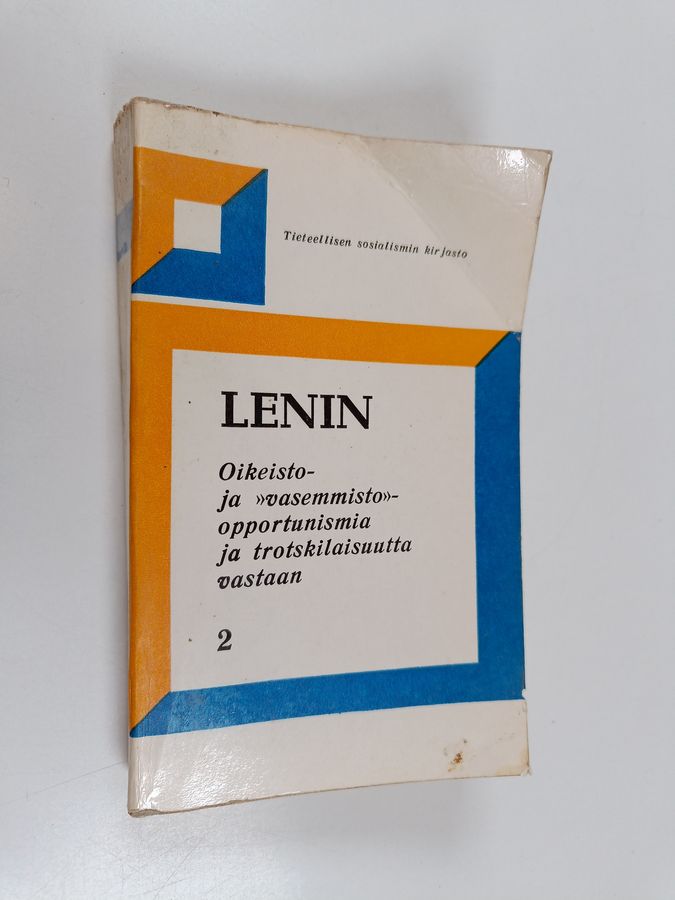 Tieteellisen sosialismin kirjasto
LENIN
Oikeisto-
ja »vasemmisto»-
opportunismia
ja trotskilaisuutta
vastaan
2